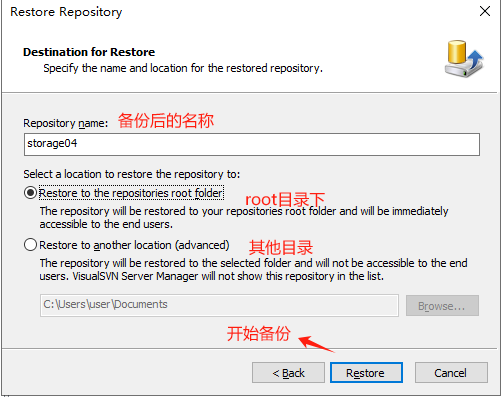 Restore Repository
Destination for Restore
Specify the name and location for the restored repository.
Repository name: 备份后的名称
storage04
Select a location to restore the repository to:
Restore to the repositories root folder
root目录下
The repository will be restored to your repositories root folder and will be immediately
accessible to the end users.
Restore to another location (advanced) 其他目录
The repository will be restored to the selected folder and will not be accessible to the end
users. VisualSVN Server Manager will not show this repository in the list.
C:\Users\user\Documents Browse...
开始备份
< Back Restore Cancel